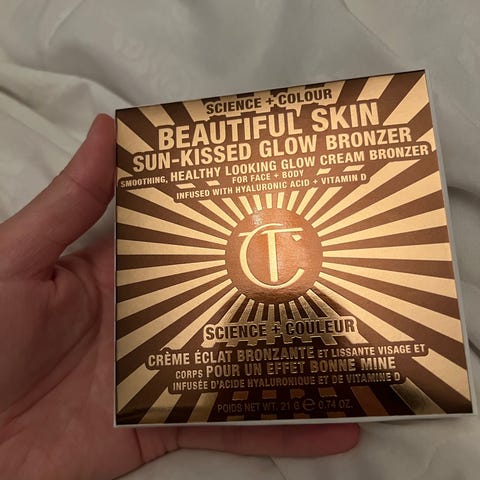 SCIENCE + COLOUR
BEAUTIFUL SKIN
SUN-KISSED GLOW BRONZER
SMOOTHING, HEALTHY LOOKING GLOW CREAM BRONZER
FOR FACE + BODY
INFUSED WITH HYALURONIC ACID + VITAMIN D
CT
SCIENCE + COULEUR
CRÈME ÉCLAT BRONZANTE ET LISSANTE VISAGE ET
CORPS POUR UN EFFET BONNE MINE
INFUSÉE D'ACIDE HYALURONIQUE ET DE VITAMINE D
POIDS NET WT. 21 G ℮ 0.74 OZ.